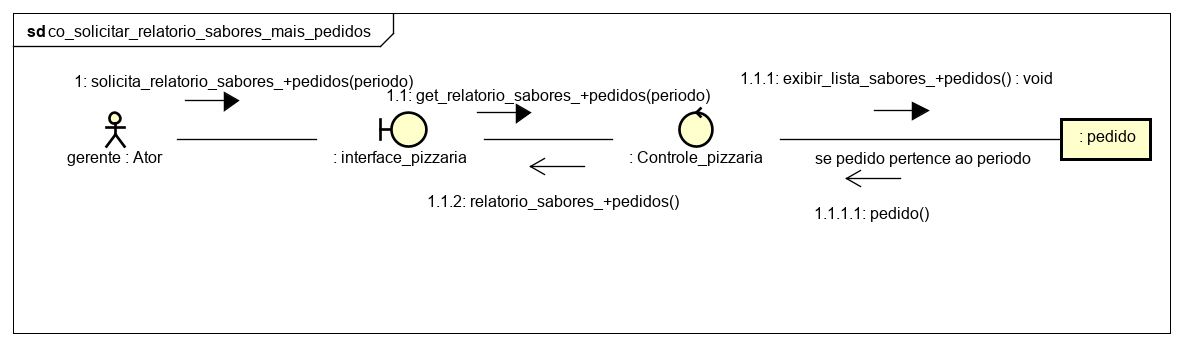 sd co_solicitar_relatorio_sabores_mais_pedidos
1: solicita_relatorio_sabores_+pedidos(periodo)
1.1: get_relatorio_sabores_+pedidos(periodo)
1.1.1: exibir_lista_sabores_+pedidos() : void
gerente : Ator
: interface_pizzaria
: Controle_pizzaria
: pedido
se pedido pertence ao periodo
1.1.2: relatorio_sabores_+pedidos()
1.1.1.1: pedido()